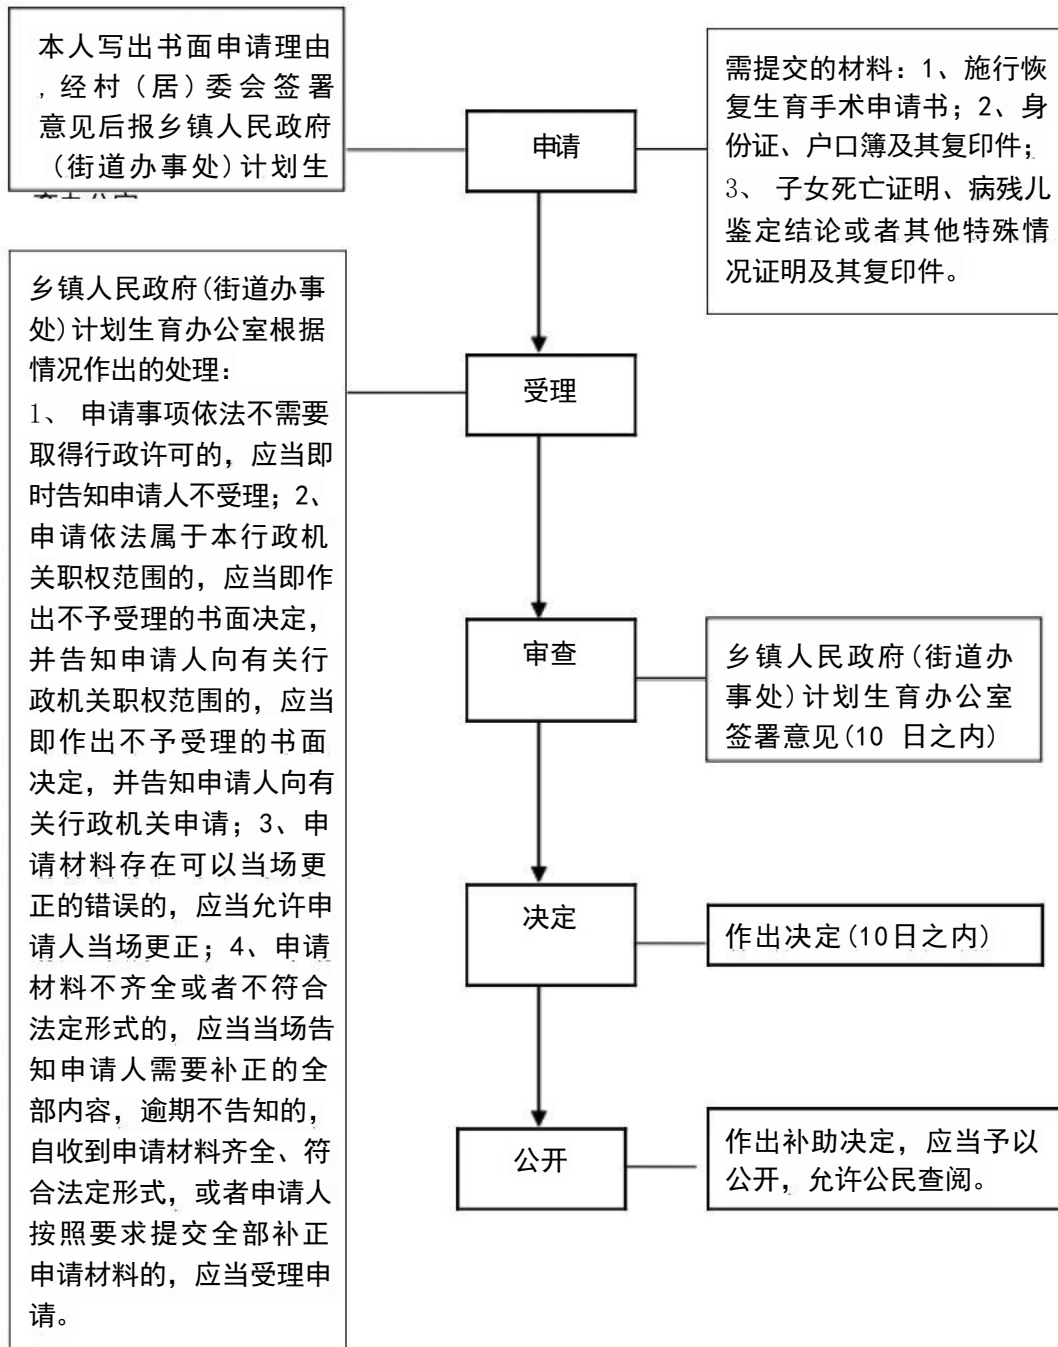 本人写出书面申请理由
，经村（居）委会签署
意见后报乡镇人民政府
（街道办事处）计划生
申请
需提交的材料：1、施行恢
复生育手术申请书；2、身
份证、户口簿及其复印件；
3、 子女死亡证明、病残儿
鉴定结论或者其他特殊情
况证明及其复印件。
乡镇人民政府(街道办事
处)计划生育办公室根据
情况作出的处理：
1、 申请事项依法不需要
取得行政许可的，应当即
时告知申请人不受理；2、
申请依法属于本行政机
关职权范围的，应当即作
出不予受理的书面决定，
并告知申请人向有关行
政机关职权范围的，应当
即作出不予受理的书面
决定，并告知申请人向有
关行政机关申请；3、申
请材料存在可以当场更
正的错误的，应当允许申
请人当场更正；4、申请
材料不齐全或者不符合
法定形式的，应当当场告
知申请人需要补正的全
部内容，逾期不告知的，
自收到申请材料齐全、符
合法定形式，或者申请人
按照要求提交全部补正
申请材料的，应当受理申
请。
受理
审查
乡镇人民政府(街道办
事处)计划生育办公室
签署意见(10 日之内)
决定
作出决定(10日之内)
公开
作出补助决定，应当予以
公开，允许公民查阅。